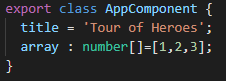 export class AppComponent {
  title = 'Tour of Heroes';
  array : number[]=[1,2,3];
}